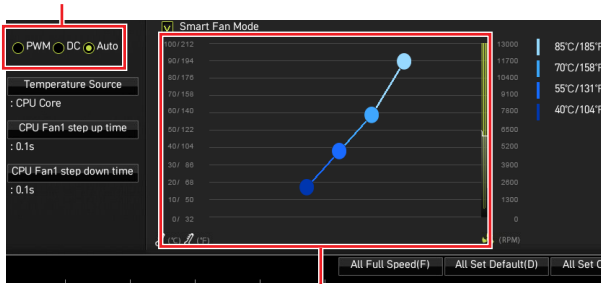 Smart Fan Mode
PWM DC Auto
Temperature Source
: CPU Core
CPU Fan1 step up time
: 0.1s
CPU Fan1 step down time
: 0.1s
100/212
90/194
80/176
70/158
60/140
50/122
40/104
30/ 86
20/ 68
10/ 50
0/ 32
(°C) (°F)
13000
11700
10400
9100
7800
6500
5200
3900
2600
1300
0
(RPM)
85°C/185°F
70°C/158°F
55°C/131°F
40°C/104°F
All Full Speed(F) All Set Default(D) All Set